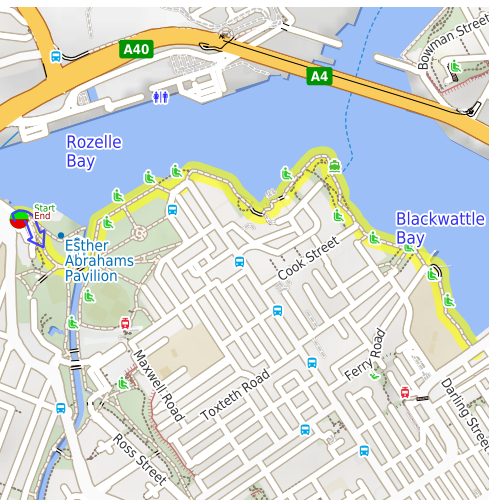 Bowman Street
A40
A4
Rozelle
Bay
Start
End
Blackwattle
Bay
Esther
Abrahams
Pavilion
Cook Street
Ferry Road
Maxwell Road
Toxteth Road
Darling Street
Ross Street